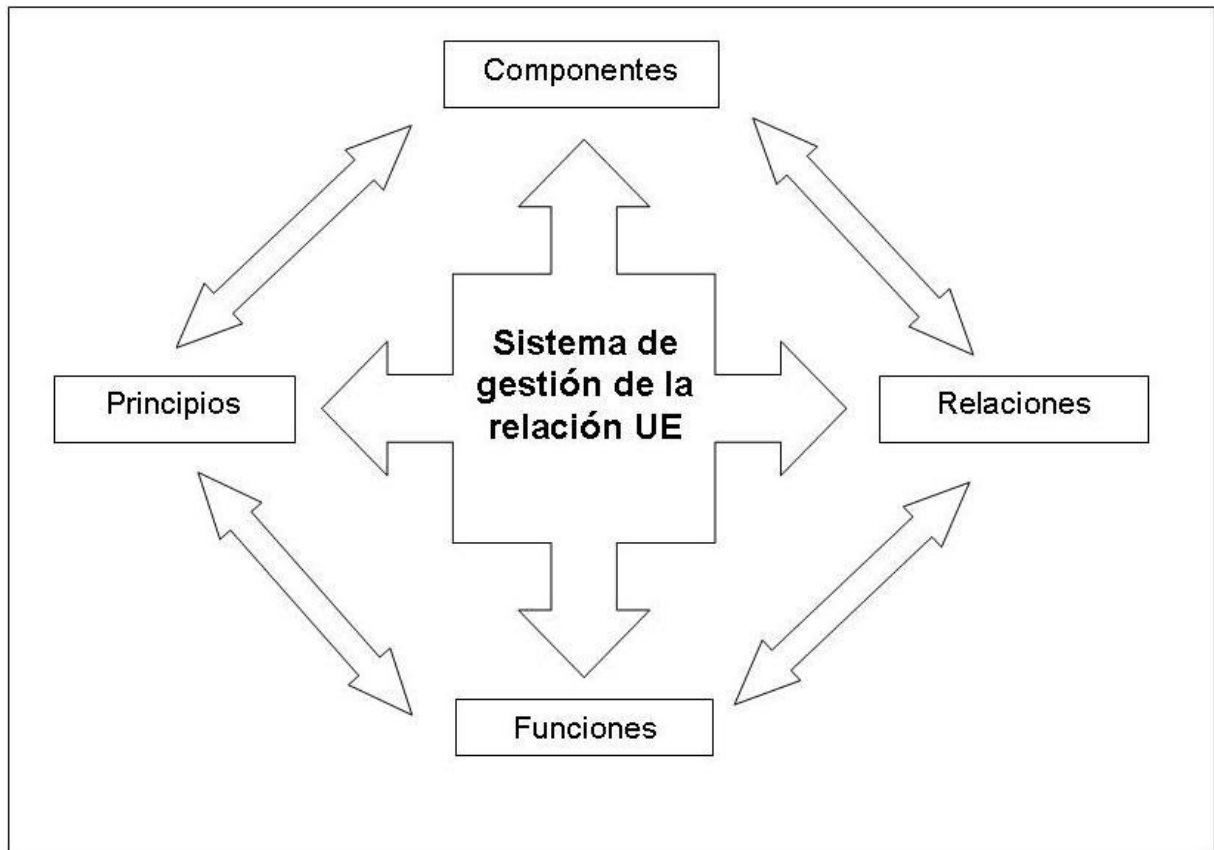 Componentes
Sistema de
gestión de la
relación UE
Principios
Relaciones
Funciones